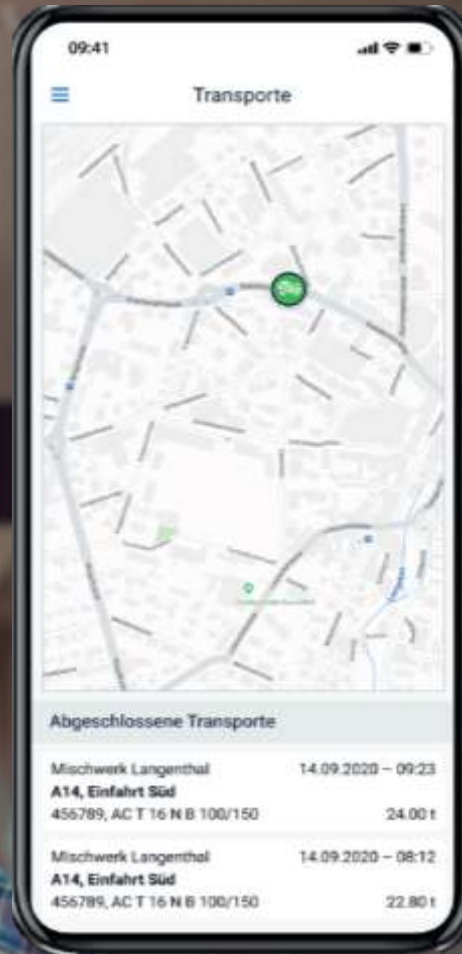 09:41
Transporte
Abgeschlossene Transporte
Mischwerk Langenthal 14.09.2020 – 09:23
A14, Einfahrt Süd
456789, AC T 16 N B 100/150 24.00 t
Mischwerk Langenthal 14.09.2020 – 08:12
A14, Einfahrt Süd
456789, AC T 16 N B 100/150 22.80 t